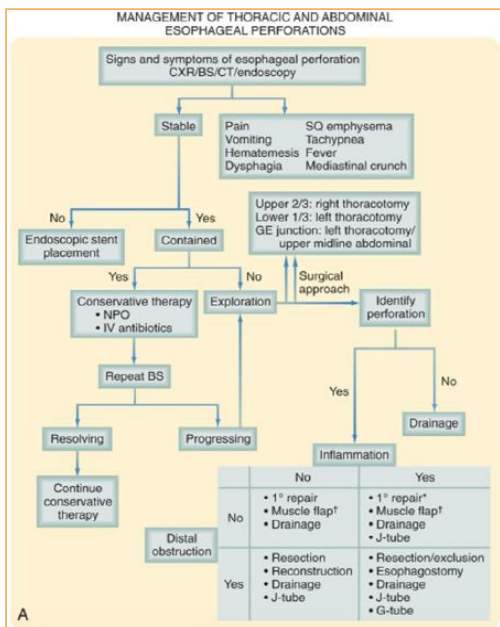 MANAGEMENT OF THORACIC AND ABDOMINAL
ESOPHAGEAL PERFORATIONS
Signs and symptoms of esophageal perforation
CXR/BS/CT/endoscopy
Stable
Pain SQ emphysema
Vomiting Tachypnea
Hematemesis Fever
Dysphagia Mediastinal crunch
Upper 2/3: right thoracotomy
Lower 1/3: left thoracotomy
GE junction: left thoracotomy/
upper midline abdominal
No
Yes
Endoscopic stent
placement
Contained
Yes
No
Surgical
approach
Conservative therapy
• NPO
• IV antibiotics
Exploration
Identify
perforation
Repeat BS
Yes
No
Resolving
Progressing
Drainage
Inflammation
Continue
conservative
therapy
No
Yes
Distal
obstruction
No
• 1° repair
• Muscle flap†
• Drainage
• 1° repair*
• Muscle flap†
• Drainage
• J-tube
Yes
• Resection
• Reconstruction
• Drainage
• J-tube
• Resection/exclusion
• Esophagostomy
• Drainage
• J-tube
• G-tube
A